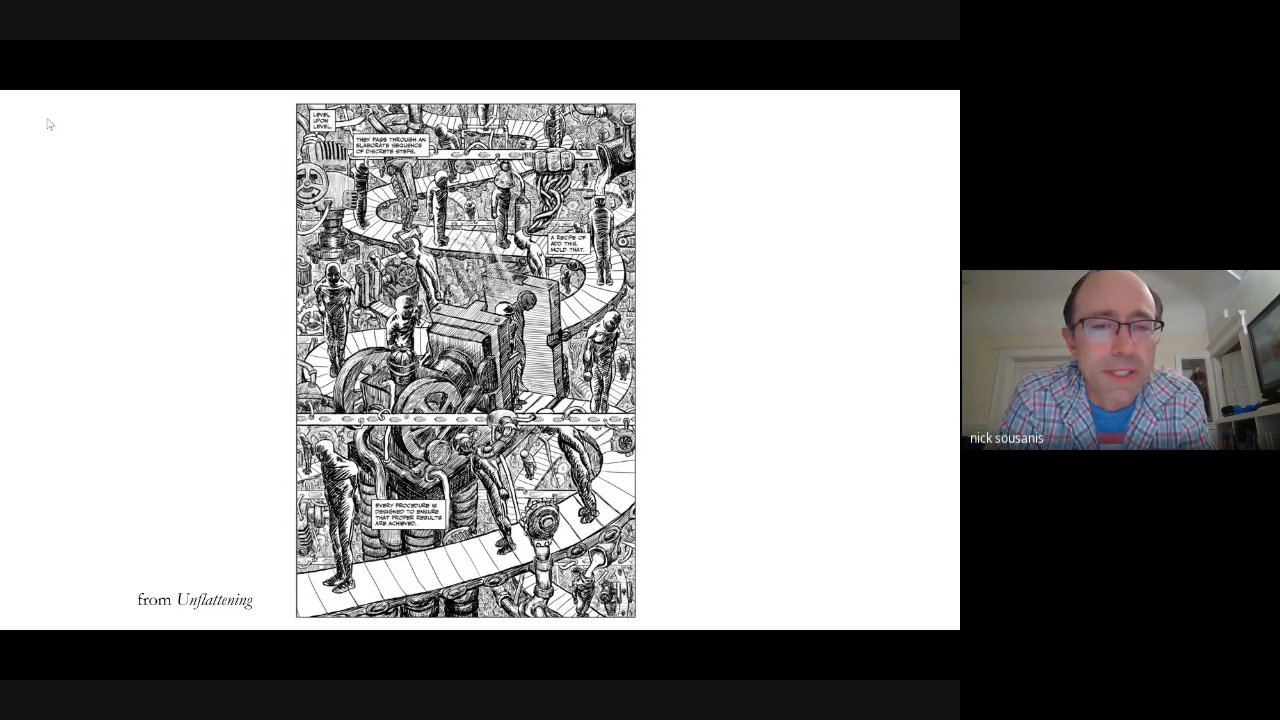 LEVEL
UPON
LEVEL,
THEY PASS THROUGH AN
ELABORATE SEQUENCE
OF DISCRETE STEPS,
A RECIPE OF
ADD THIS,
MOLD THAT.
EVERY PROCEDURE IS
DESIGNED TO ENSURE
THAT PROPER RESULTS
ARE ACHIEVED.
from Unflattening
nick sousanis